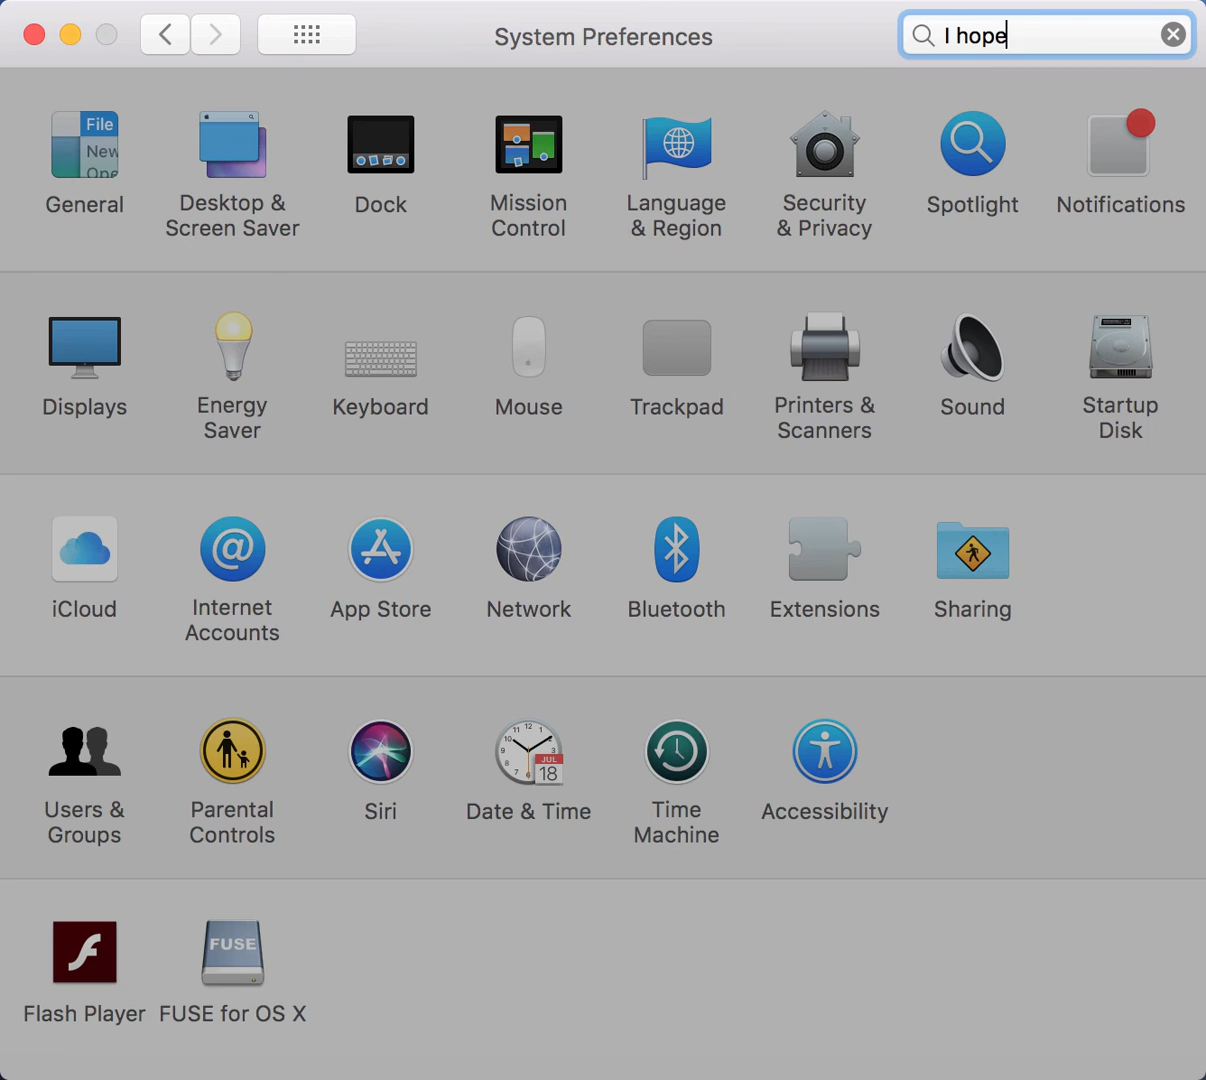 System Preferences
I hope
File
New
Ope
General
Desktop &
Screen Saver
Dock
Mission
Control
Language
& Region
Security
& Privacy
Spotlight
Notifications
Displays
Energy
Saver
Keyboard
Mouse
Trackpad
Printers &
Scanners
Sound
Startup
Disk
iCloud
@
Internet
Accounts
App Store
Network
Bluetooth
Extensions
Sharing
Users &
Groups
Parental
Controls
Siri
JUL
18
Date & Time
Time
Machine
Accessibility
FUSE
Flash Player
FUSE for OS X